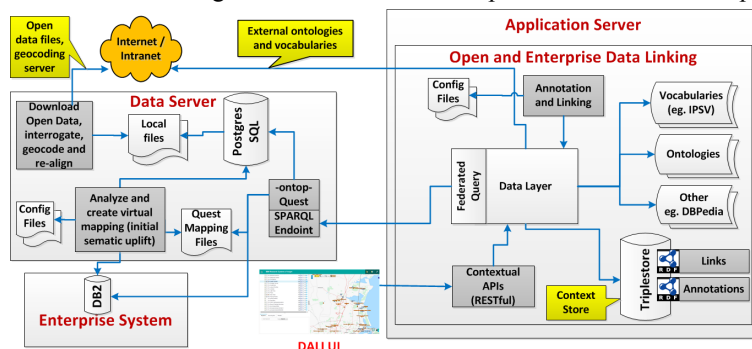 Open
data files,
geocoding
server
Internet /
Intranet
External ontologies
and vocabularies
Application Server
Open and Enterprise Data Linking
Config
Files
Annotation
and Linking
Vocabularies
(eg. IPSV)
Ontologies
Other
eg. DBPedia
Federated
Query
Data Layer
Contextual
APIs
(RESTful)
Triplestore
RDF
Links
RDF
Annotations
Context
Store
Data Server
Download
Open Data,
interrogate,
geocode and
re-align
Local
files
Postgres
SQL
-ontop-
Quest
SPARQL
Endoint
Analyze and
create virtual
mapping (initial
sematic uplift)
Config
Files
Quest
Mapping
Files
DB2
Enterprise System
DALI UI